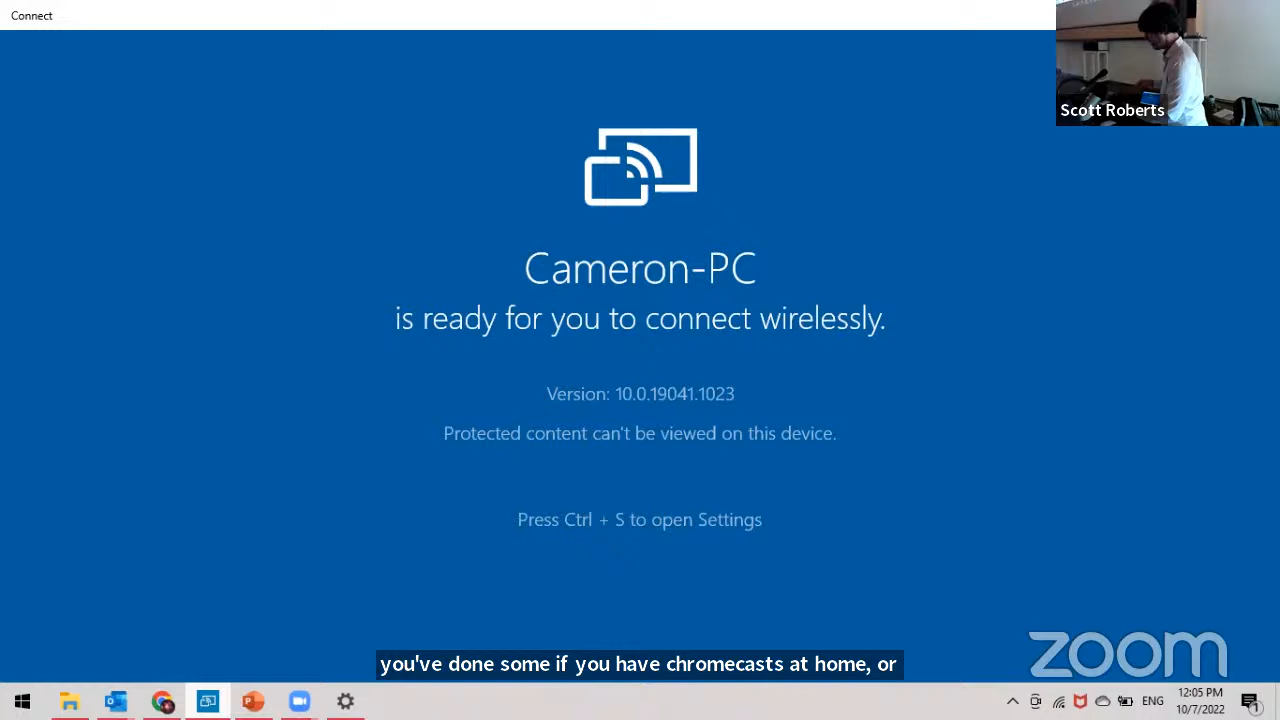 Connect
Scott Roberts
Cameron-PC
is ready for you to connect wirelessly.
Version: 10.0.19041.1023
Protected content can't be viewed on this device.
Press Ctrl + S to open Settings
zoom
you've done some if you have chromecasts at home, or
ENG
12:05 PM
10/7/2022
1